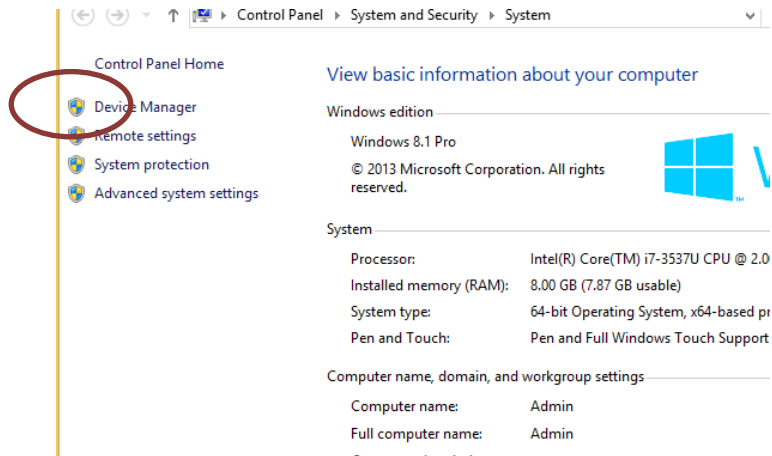 Control Panel System and Security System
Control Panel Home
Device Manager
Remote settings
System protection
Advanced system settings
View basic information about your computer
Windows edition
Windows 8.1 Pro
© 2013 Microsoft Corporation. All rights
reserved.
TM
System
Processor: Intel(R) Core(TM) i7-3537U CPU @ 2.0
Installed memory (RAM): 8.00 GB (7.87 GB usable)
System type: 64-bit Operating System, x64-based pr
Pen and Touch: Pen and Full Windows Touch Support
Computer name, domain, and workgroup settings
Computer name: Admin
Full computer name: Admin